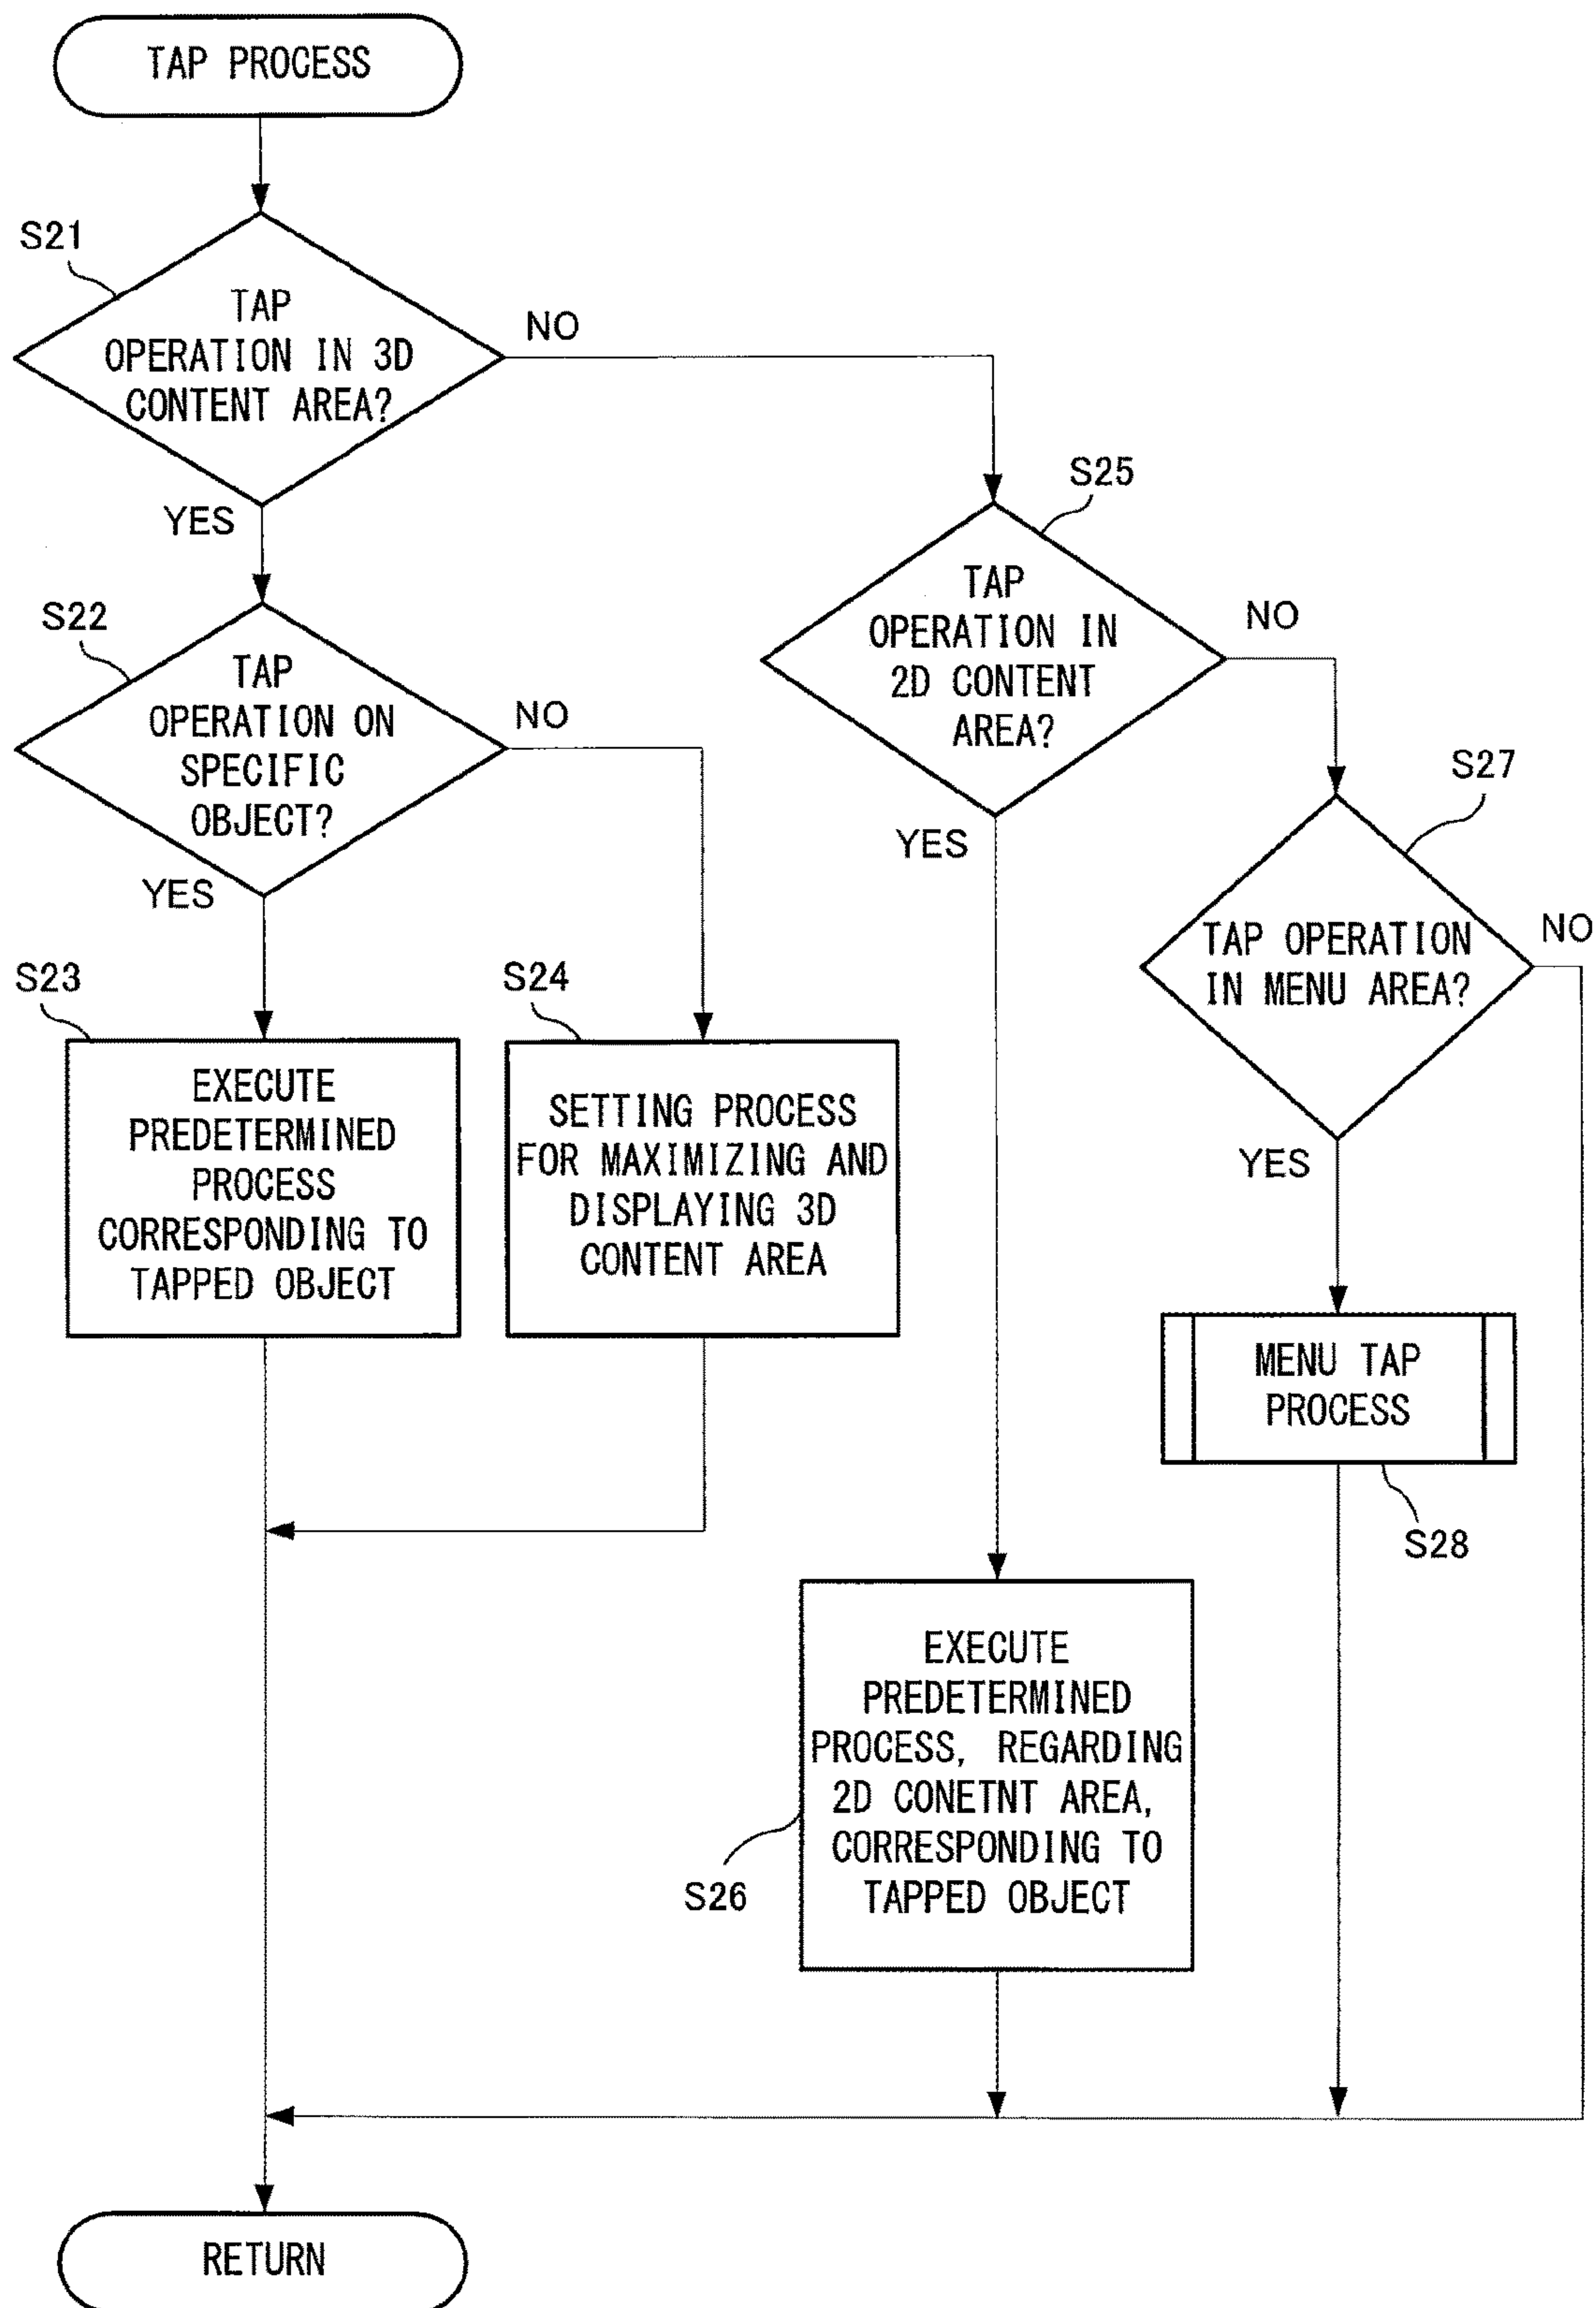 TAP PROCESS
S21
TAP
OPERATION IN 3D
CONTENT AREA?
NO
YES
S22
TAP
OPERATION ON
SPECIFIC
OBJECT?
NO
YES
S25
TAP
OPERATION IN
2D CONTENT
AREA?
NO
YES
S27
TAP OPERATION
IN MENU AREA?
NO
YES
S23
EXECUTE
PREDETERMINED
PROCESS
CORRESPONDING TO
TAPPED OBJECT
S24
SETTING PROCESS
FOR MAXIMIZING AND
DISPLAYING 3D
CONTENT AREA
MENU TAP
PROCESS
S28
EXECUTE
PREDETERMINED
PROCESS, REGARDING
2D CONETNT AREA,
CORRESPONDING TO
TAPPED OBJECT
S26
RETURN